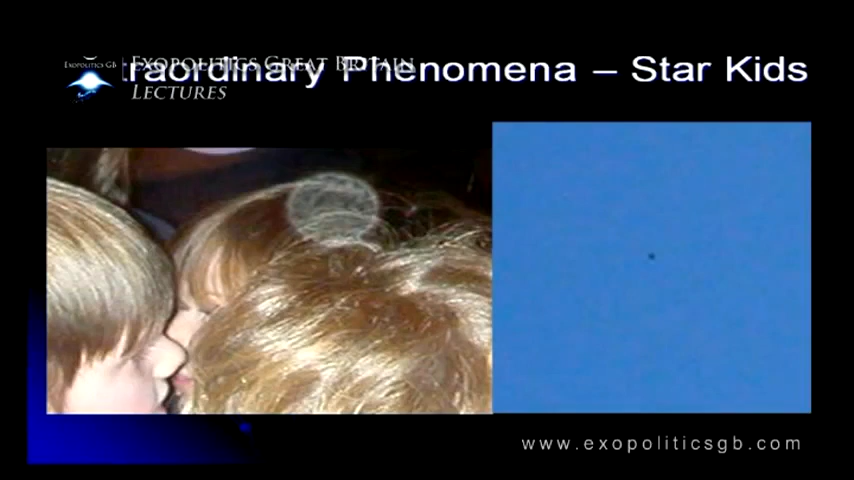 Exopolitics GB
Exopolitics Great Britain
Lectures
traordinary Phenomena – Star Kids
www.exopoliticsgb.com